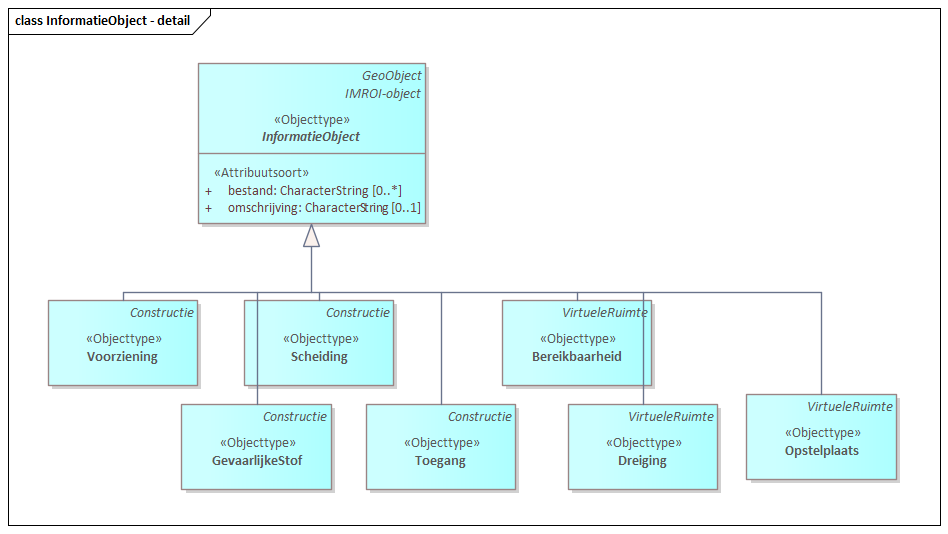 class InformatieObject - detail
GeoObject
IMROI-object
«Objecttype»
InformatieObject
«Attribuutsoort»
+ bestand: CharacterString [0..*]
+ omschrijving: CharacterString [0..1]
Constructie
«Objecttype»
Voorziening
Constructie
«Objecttype»
Scheiding
VirtueleRuimte
«Objecttype»
Bereikbaarheid
Constructie
«Objecttype»
GevaarlijkeStof
Constructie
«Objecttype»
Toegang
VirtueleRuimte
«Objecttype»
Dreiging
VirtueleRuimte
«Objecttype»
Opstelplaats